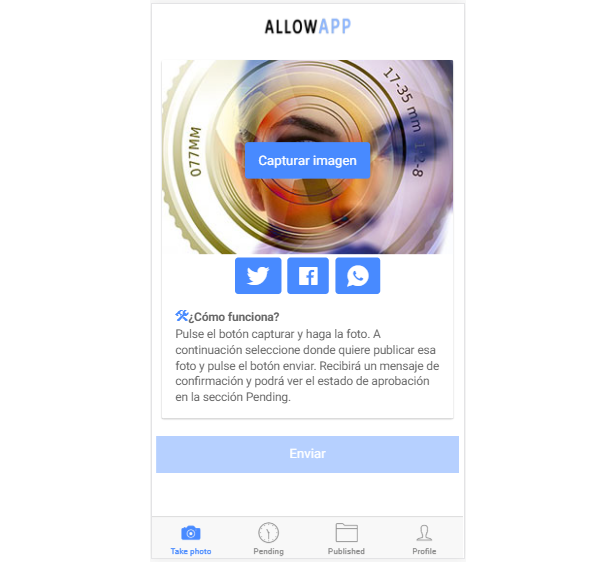 ALLOWAPP
17-35 mm 1:2-8
077MM
Capturar imagen
¿Cómo funciona?
Pulse el botón capturar y haga la foto. A
continuación seleccione donde quiere publicar esa
foto y pulse el botón enviar. Recibirá un mensaje de
confirmación y podrá ver el estado de aprobación
en la sección Pending.
Enviar
Take photo
Pending
Published
Profile